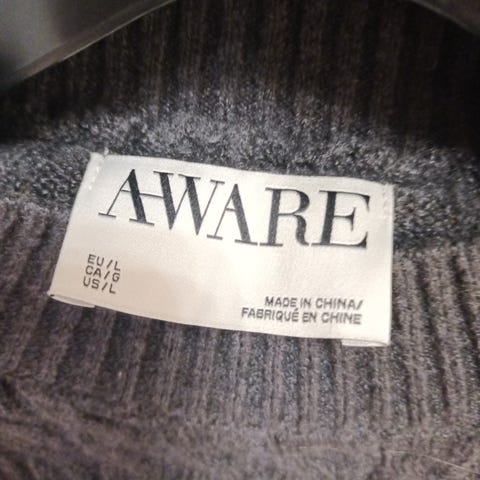 AWARE
EU/L
CA/G
US/L
MADE IN CHINA/
FABRIQUÉ EN CHINE